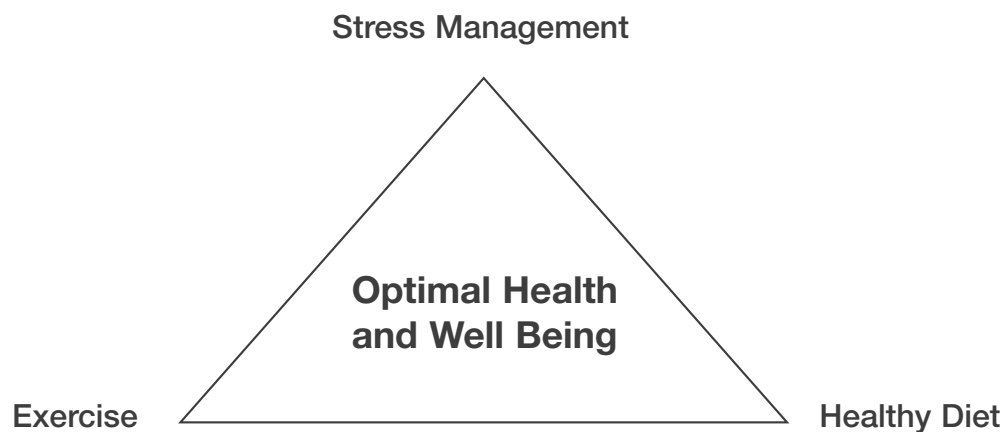 Stress Management
Optimal Health
and Well Being
Exercise
Healthy Diet